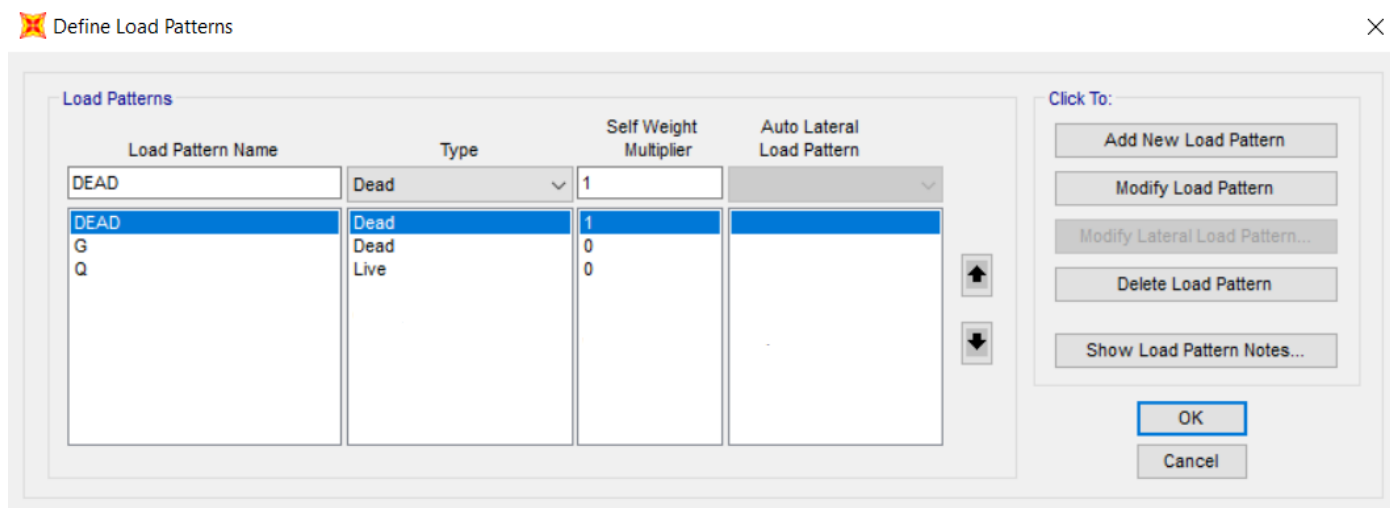 Define Load Patterns
Load Patterns
Click To:
Load Pattern Name Type Self Weight Multiplier Auto Lateral Load Pattern
DEAD Dead 1
DEAD Dead 1
G Dead 0
Q Live 0
Add New Load Pattern
Modify Load Pattern
Modify Lateral Load Pattern...
Delete Load Pattern
Show Load Pattern Notes...
OK
Cancel